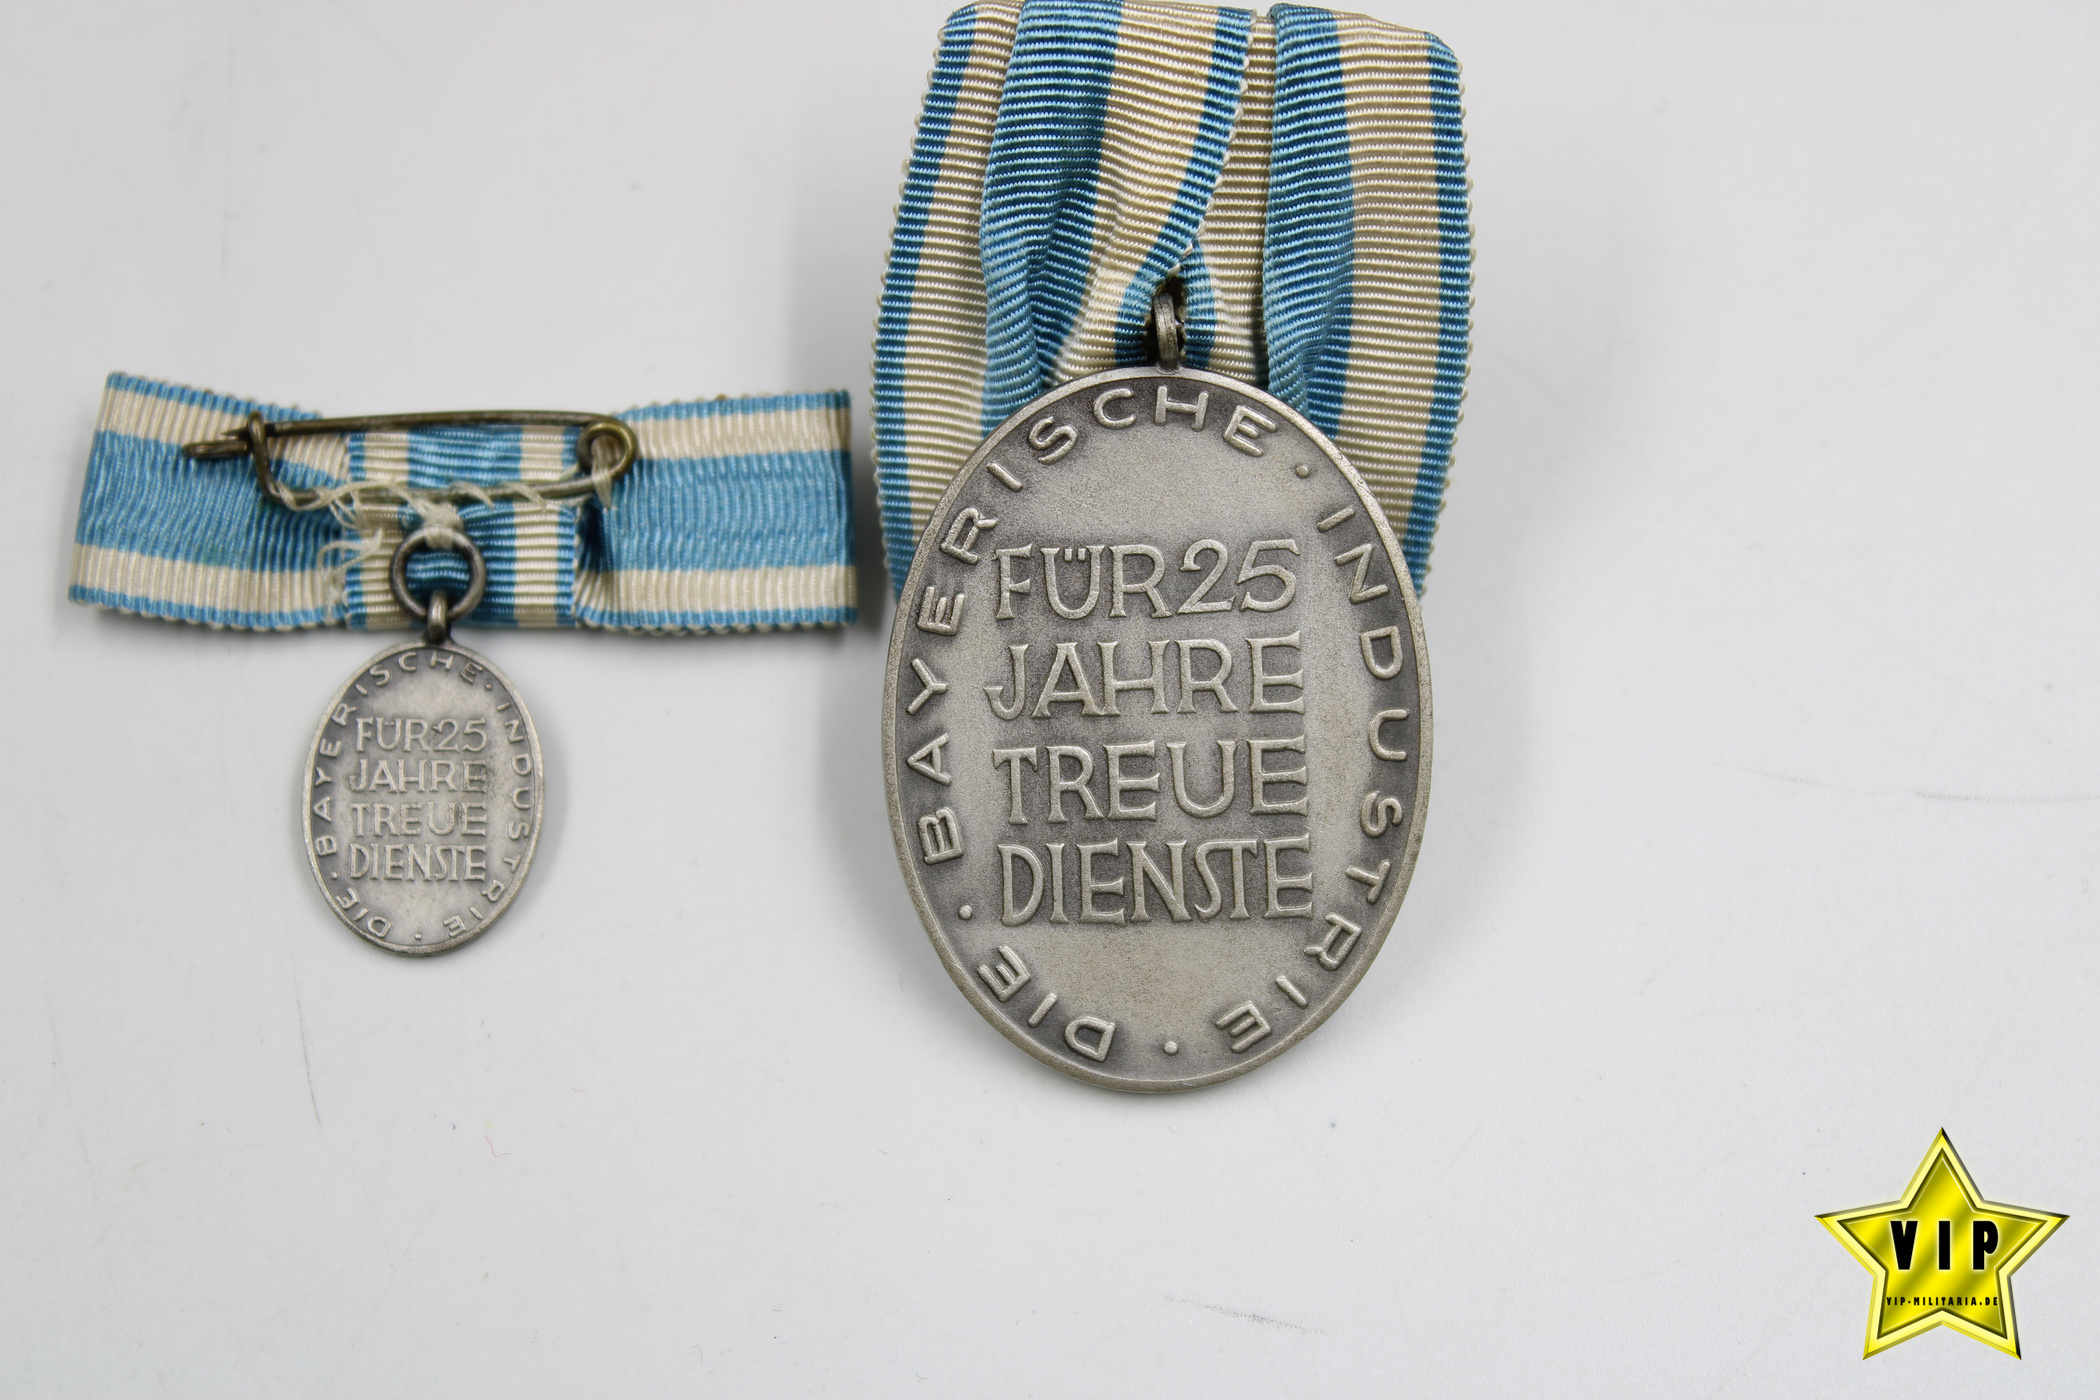 · DIE · BAYERISCHE · INDUSTRIE
FÜR 25
JAHRE
TREUE
DIENSTE
· DIE · BAYERISCHE · INDUSTRIE
FÜR 25
JAHRE
TREUE
DIENSTE
VIP
VIP-MILITARIA.DE